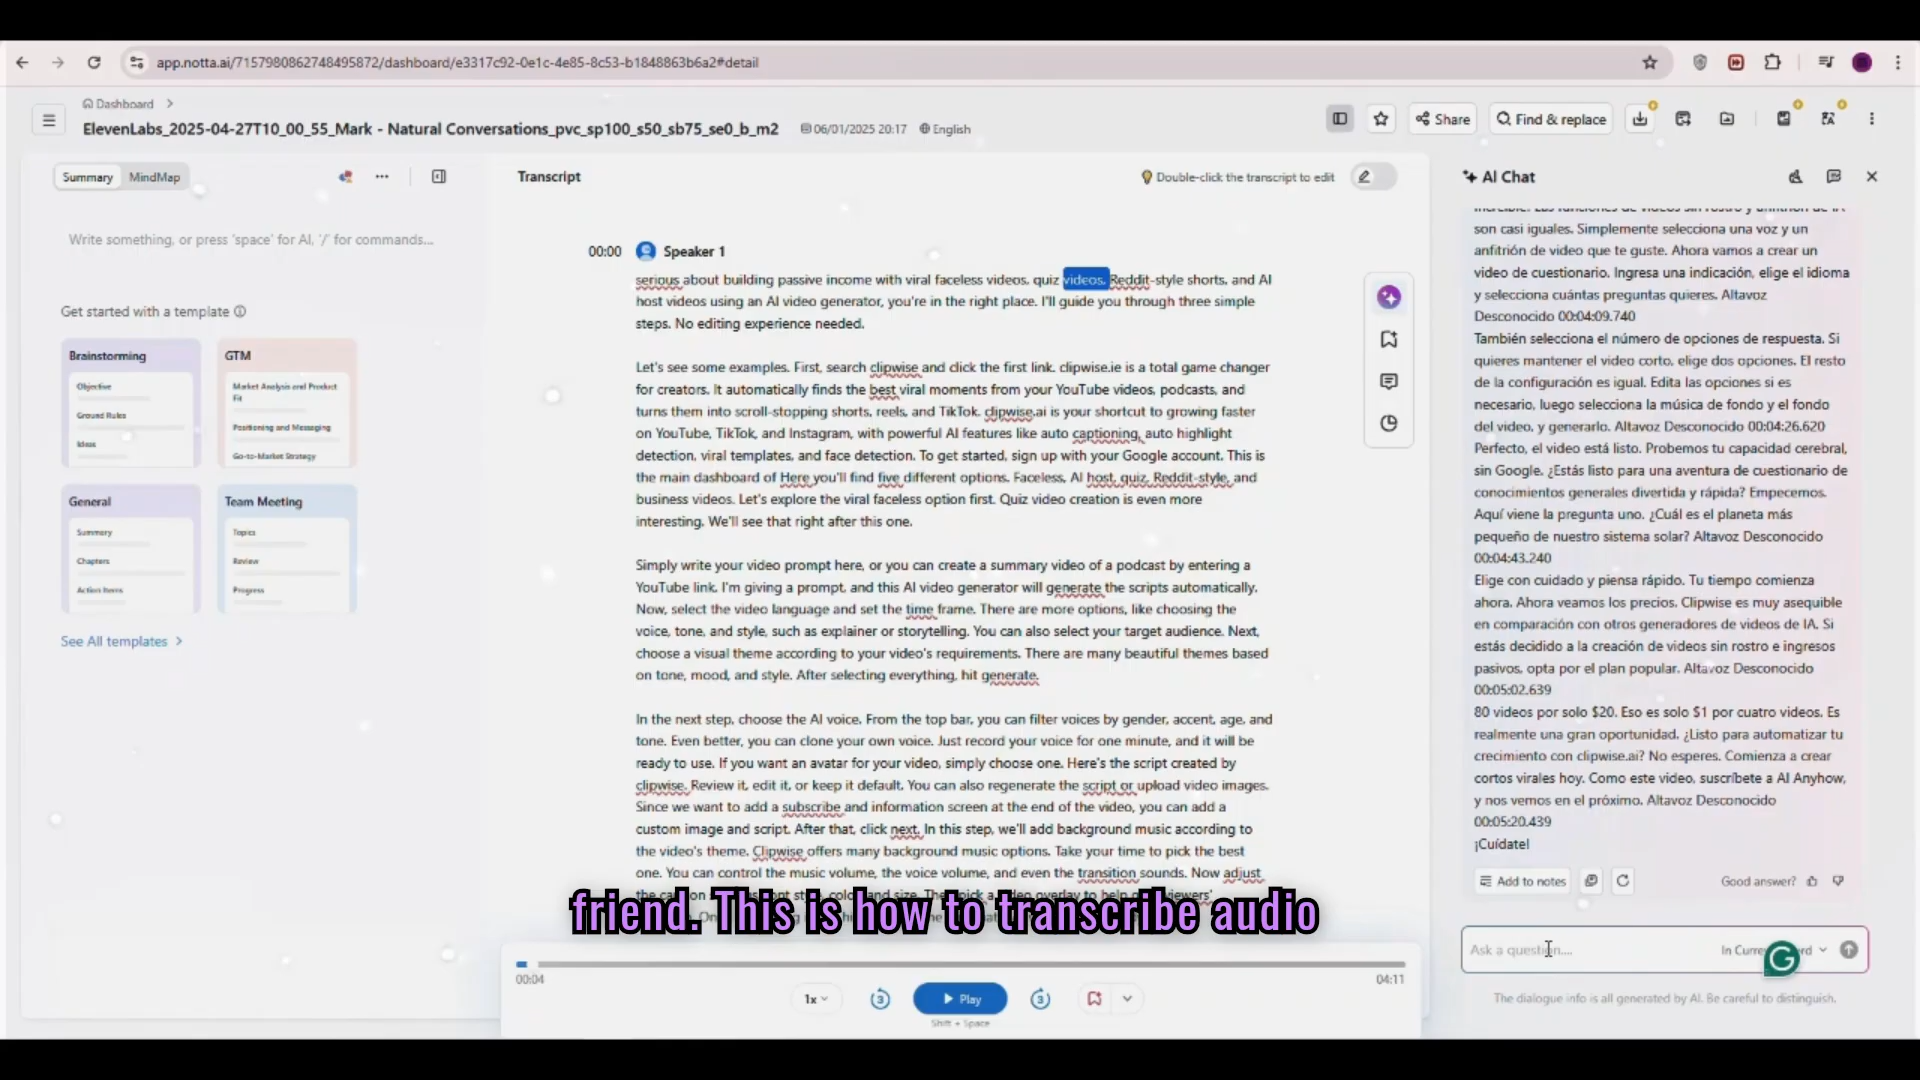 app.notta.ai/7157980862748495872/dashboard/e3317c92-0e1c-4e85-8c53-b1848863b6a2#detail
Dashboard
ElevenLabs_2025-04-27T10_00_55_Mark - Natural Conversations_pvc_sp100_s50_sb75_se0_b_m2
06/01/2025 20:17
English
Share
Find & replace
Summary
MindMap
Write something, or press 'space' for AI, '/' for commands...
Get started with a template
Brainstorming
Objective
Ground Rules
Ideas
GTM
Market Analysis and Product
Fit
Positioning and Messaging
Go-to-Market Strategy
General
Summary
Chapters
Action Items
Team Meeting
Topics
Review
Progress
See All templates
Transcript
Double-click the transcript to edit
00:00
Speaker 1
serious about building passive income with viral faceless videos, quiz videos, Reddit-style shorts, and AI
host videos using an AI video generator, you're in the right place. I'll guide you through three simple
steps. No editing experience needed.
Let's see some examples. First, search clipwise and click the first link. clipwise.ie is a total game changer
for creators. It automatically finds the best viral moments from your YouTube videos, podcasts, and
turns them into scroll-stopping shorts, reels, and TikTok. clipwise.ai is your shortcut to growing faster
on YouTube, TikTok, and Instagram, with powerful AI features like auto captioning, auto highlight
detection, viral templates, and face detection. To get started, sign up with your Google account. This is
the main dashboard of Here you'll find five different options. Faceless, AI host, quiz, Reddit-style, and
business videos. Let's explore the viral faceless option first. Quiz video creation is even more
interesting. We'll see that right after this one.
Simply write your video prompt here, or you can create a summary video of a podcast by entering a
YouTube link. I'm giving a prompt, and this AI video generator will generate the scripts automatically.
Now, select the video language and set the time frame. There are more options, like choosing the
voice, tone, and style, such as explainer or storytelling. You can also select your target audience. Next,
choose a visual theme according to your video's requirements. There are many beautiful themes based
on tone, mood, and style. After selecting everything, hit generate.
In the next step, choose the AI voice. From the top bar, you can filter voices by gender, accent, age, and
tone. Even better, you can clone your own voice. Just record your voice for one minute, and it will be
ready to use. If you want an avatar for your video, simply choose one. Here's the script created by
clipwise. Review it, edit it, or keep it default. You can also regenerate the script or upload video images.
Since we want to add a subscribe and information screen at the end of the video, you can add a
custom image and script. After that, click next. In this step, we'll add background music according to
the video's theme. Clipwise offers many background music options. Take your time to pick the best
one. You can control the music volume, the voice volume, and even the transition sounds. Now adjust
friend. This is how to transcribe audio
00:04
04:11
1x
3
Play
3
Shift + Space
AI Chat
son casi iguales. Simplemente selecciona una voz y un
anfitrión de video que te guste. Ahora vamos a crear un
video de cuestionario. Ingresa una indicación, elige el idioma
y selecciona cuántas preguntas quieres. Altavoz
Desconocido 00:04:09.740
También selecciona el número de opciones de respuesta. Si
quieres mantener el video corto, elige dos opciones. El resto
de la configuración es igual. Edita las opciones si es
necesario, luego selecciona la música de fondo y el fondo
del video, y generarlo. Altavoz Desconocido 00:04:26.620
Perfecto, el video está listo. Probemos tu capacidad cerebral,
sin Google. ¿Estás listo para una aventura de cuestionario de
conocimientos generales divertida y rápida? Empecemos.
Aquí viene la pregunta uno. ¿Cuál es el planeta más
pequeño de nuestro sistema solar? Altavoz Desconocido
00:04:43.240
Elige con cuidado y piensa rápido. Tu tiempo comienza
ahora. Ahora veamos los precios. Clipwise es muy asequible
en comparación con otros generadores de videos de IA. Si
estás decidido a la creación de videos sin rostro e ingresos
pasivos, opta por el plan popular. Altavoz Desconocido
00:05:02.639
80 videos por solo $20. Eso es solo $1 por cuatro videos. Es
realmente una gran oportunidad. ¿Listo para automatizar tu
crecimiento con clipwise.ai? No esperes. Comienza a crear
cortos virales hoy. Como este video, suscríbete a AI Anyhow,
y nos vemos en el próximo. Altavoz Desconocido
00:05:20.439
¡Cuídate!
Add to notes
Good answer?
Ask a question....
In Curre
The dialogue info is all generated by AI. Be careful to distinguish.